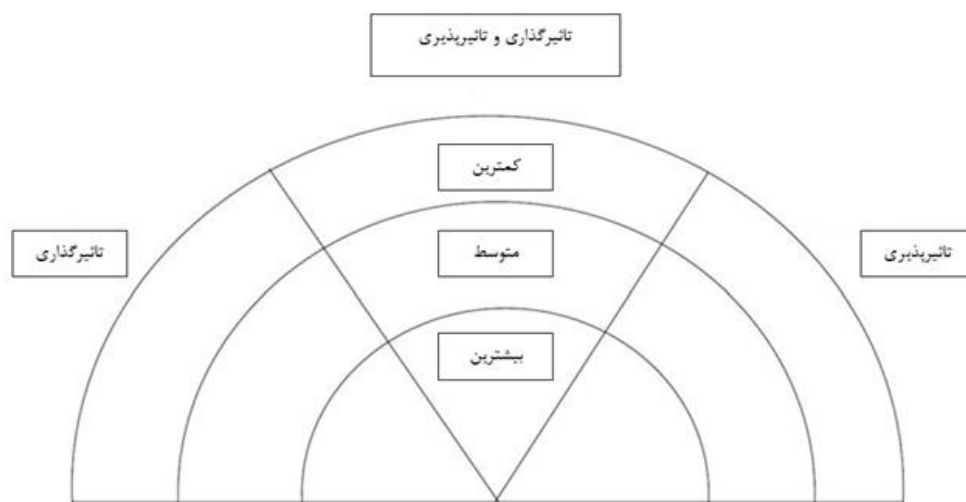 تاثیرگذاری و تاثیرپذیری
کمترین
تاثیرپذیری
متوسط
تاثیرگذاری
بیشترین